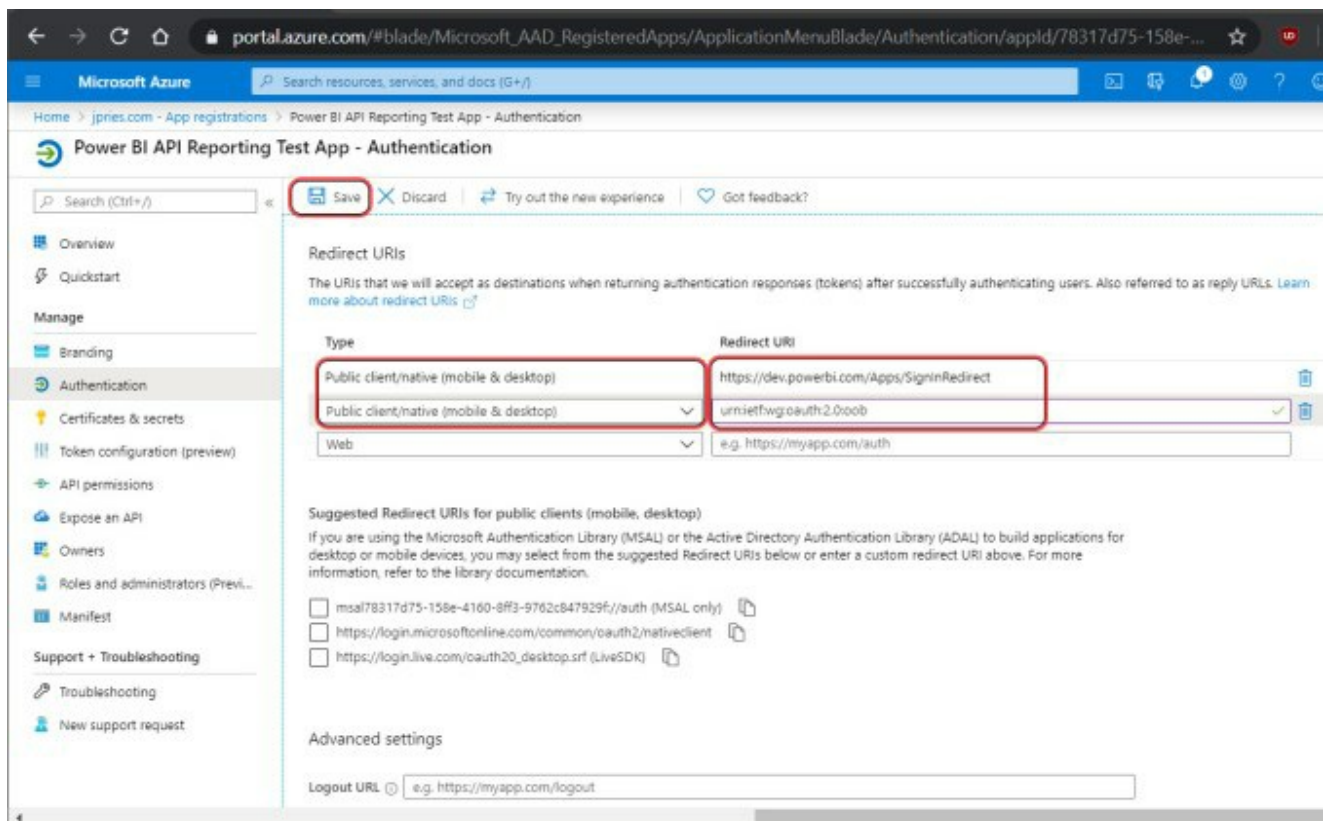 portal.azure.com/#blade/Microsoft_AAD_RegisteredApps/ApplicationMenuBlade/Authentication/appId/78317d75-158e-...
Microsoft Azure
Search resources, services, and docs (G+/)
Home > jpries.com - App registrations > Power BI API Reporting Test App - Authentication
Power BI API Reporting Test App - Authentication
Search (Ctrl+/)
«
Save
Discard
Try out the new experience
Got feedback?
Overview
Quickstart
Manage
Branding
Authentication
Certificates & secrets
Token configuration (preview)
API permissions
Expose an API
Owners
Roles and administrators (Previ...
Manifest
Support + Troubleshooting
Troubleshooting
New support request
Redirect URIs
The URIs that we will accept as destinations when returning authentication responses (tokens) after successfully authenticating users. Also referred to as reply URLs. Learn
more about redirect URIs
Type Redirect URI
Public client/native (mobile & desktop) https://dev.powerbi.com/Apps/SignInRedirect
Public client/native (mobile & desktop) urn:ietf:wg:oauth:2.0:oob
Web e.g. https://myapp.com/auth
Suggested Redirect URIs for public clients (mobile, desktop)
If you are using the Microsoft Authentication Library (MSAL) or the Active Directory Authentication Library (ADAL) to build applications for
desktop or mobile devices, you may select from the suggested Redirect URIs below or enter a custom redirect URI above. For more
information, refer to the library documentation.
msal78317d75-158e-4160-8ff3-9762c847929f://auth (MSAL only)
https://login.microsoftonline.com/common/oauth2/nativeclient
https://login.live.com/oauth20_desktop.srf (LiveSDK)
Advanced settings
Logout URL e.g. https://myapp.com/logout